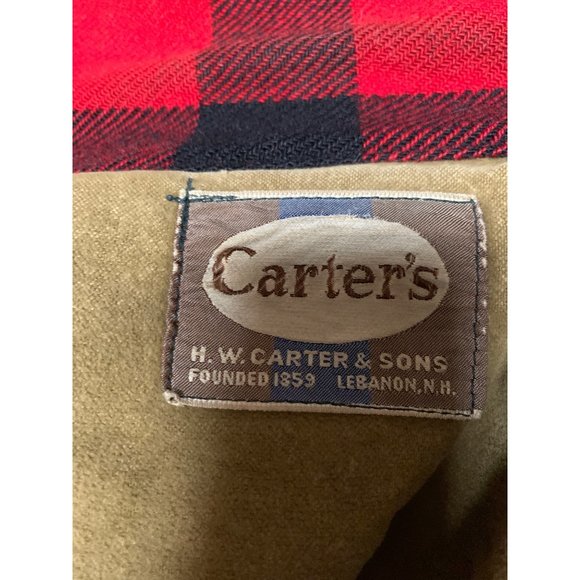 Carter's
H. W. CARTER & SONS
FOUNDED 1859 LEBANON, N.H.